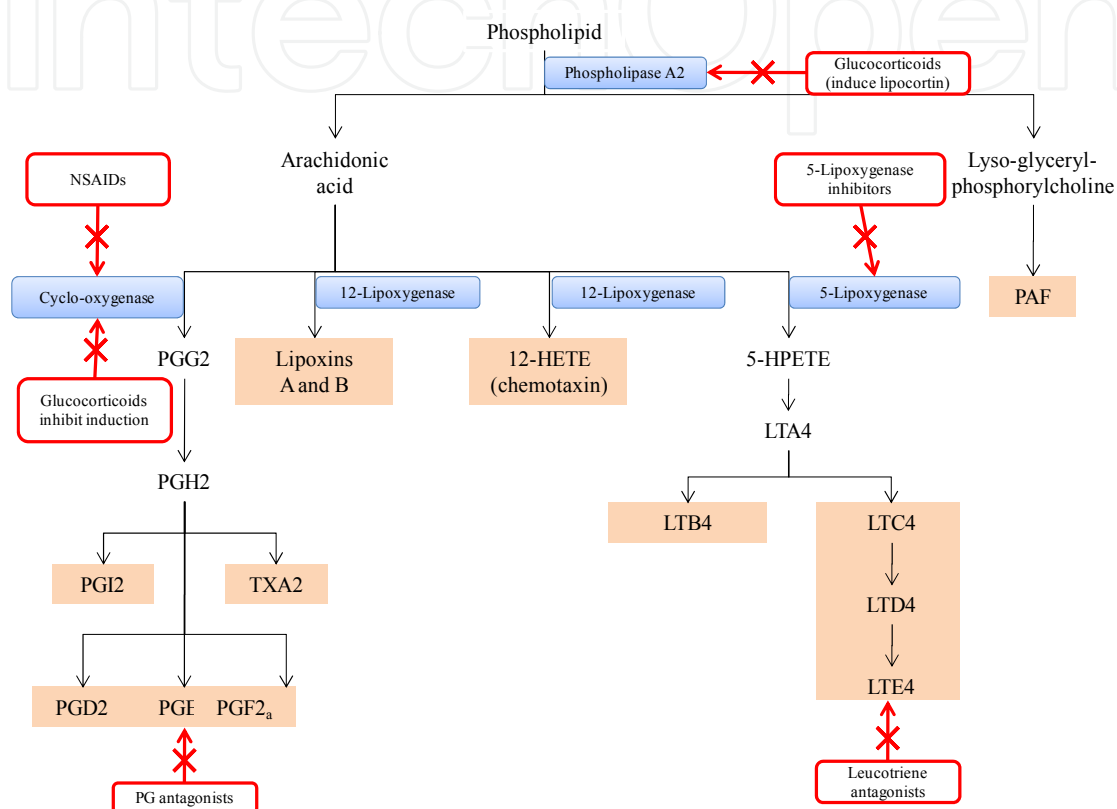 IntechOpen
Phospholipid
Phospholipase A2
Glucocorticoids
(induce lipocortin)
Arachidonic
acid
Lyso-glyceryl-
phosphorylcholine
NSAIDs
5-Lipoxygenase
inhibitors
Cyclo-oxygenase
12-Lipoxygenase
12-Lipoxygenase
5-Lipoxygenase
PAF
PGG2
Lipoxins
A and B
12-HETE
(chemotaxin)
5-HPETE
Glucocorticoids
inhibit induction
LTA4
PGH2
LTB4
LTC4
PGI2
TXA2
LTD4
LTE4
PGD2
PGE
PGF2a
PG antagonists
Leucotriene
antagonists